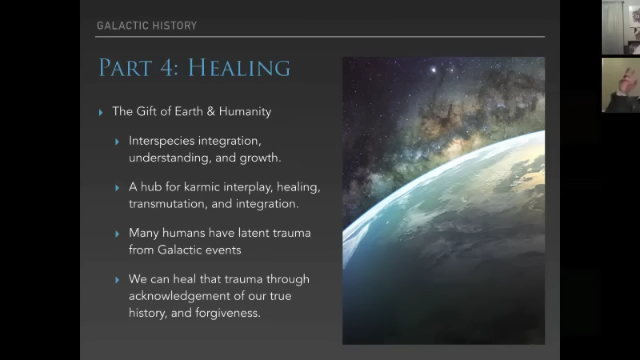 GALACTIC HISTORY
PART 4: HEALING
The Gift of Earth & Humanity
Interspecies integration,
understanding, and growth.
A hub for karmic interplay, healing,
transmutation, and integration.
Many humans have latent trauma
from Galactic events
We can heal that trauma through
acknowledgement of our true
history, and forgiveness.